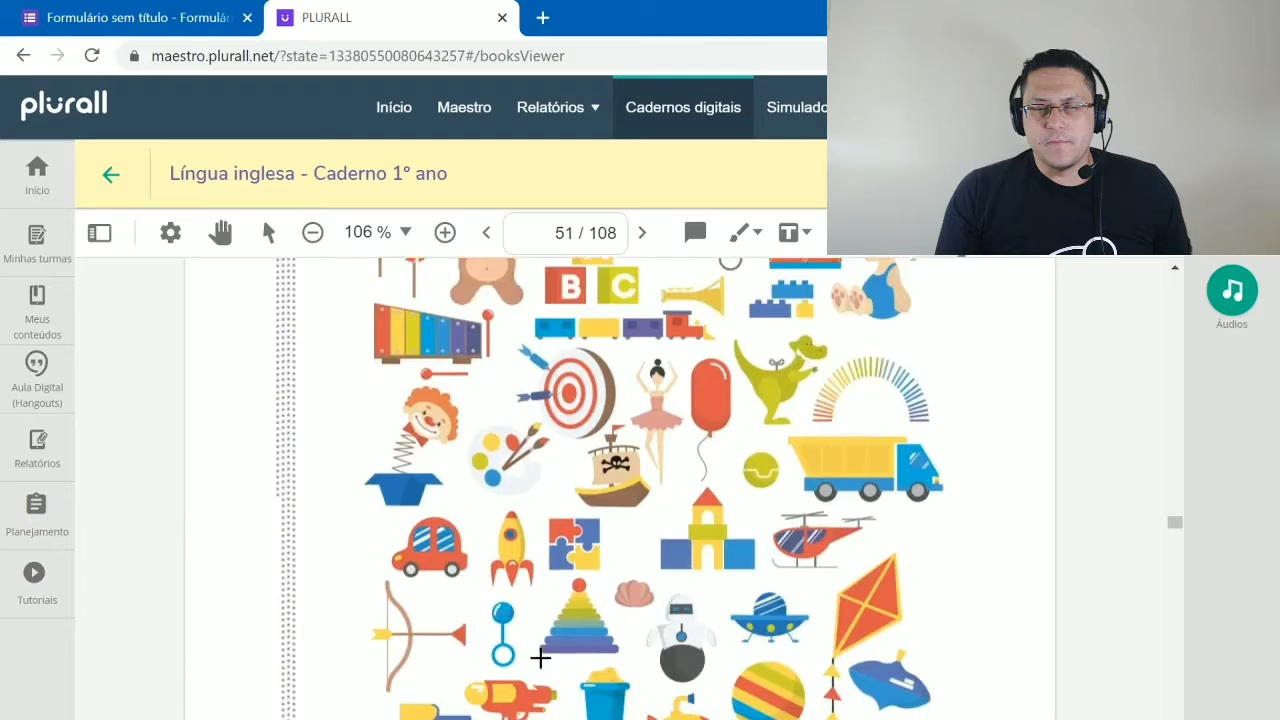 Formulário sem título - Formulár
PLURALL
maestro.plurall.net/?state=13380550080643257#/booksViewer
plurall
Início
Maestro
Relatórios
Cadernos digitais
Simulado
Língua inglesa - Caderno 1º ano
106 %
51 / 108
T
Início
Minhas turmas
Meus
conteúdos
Aula Digital
(Hangouts)
Relatórios
Planejamento
Tutoriais
B
C
Áudios